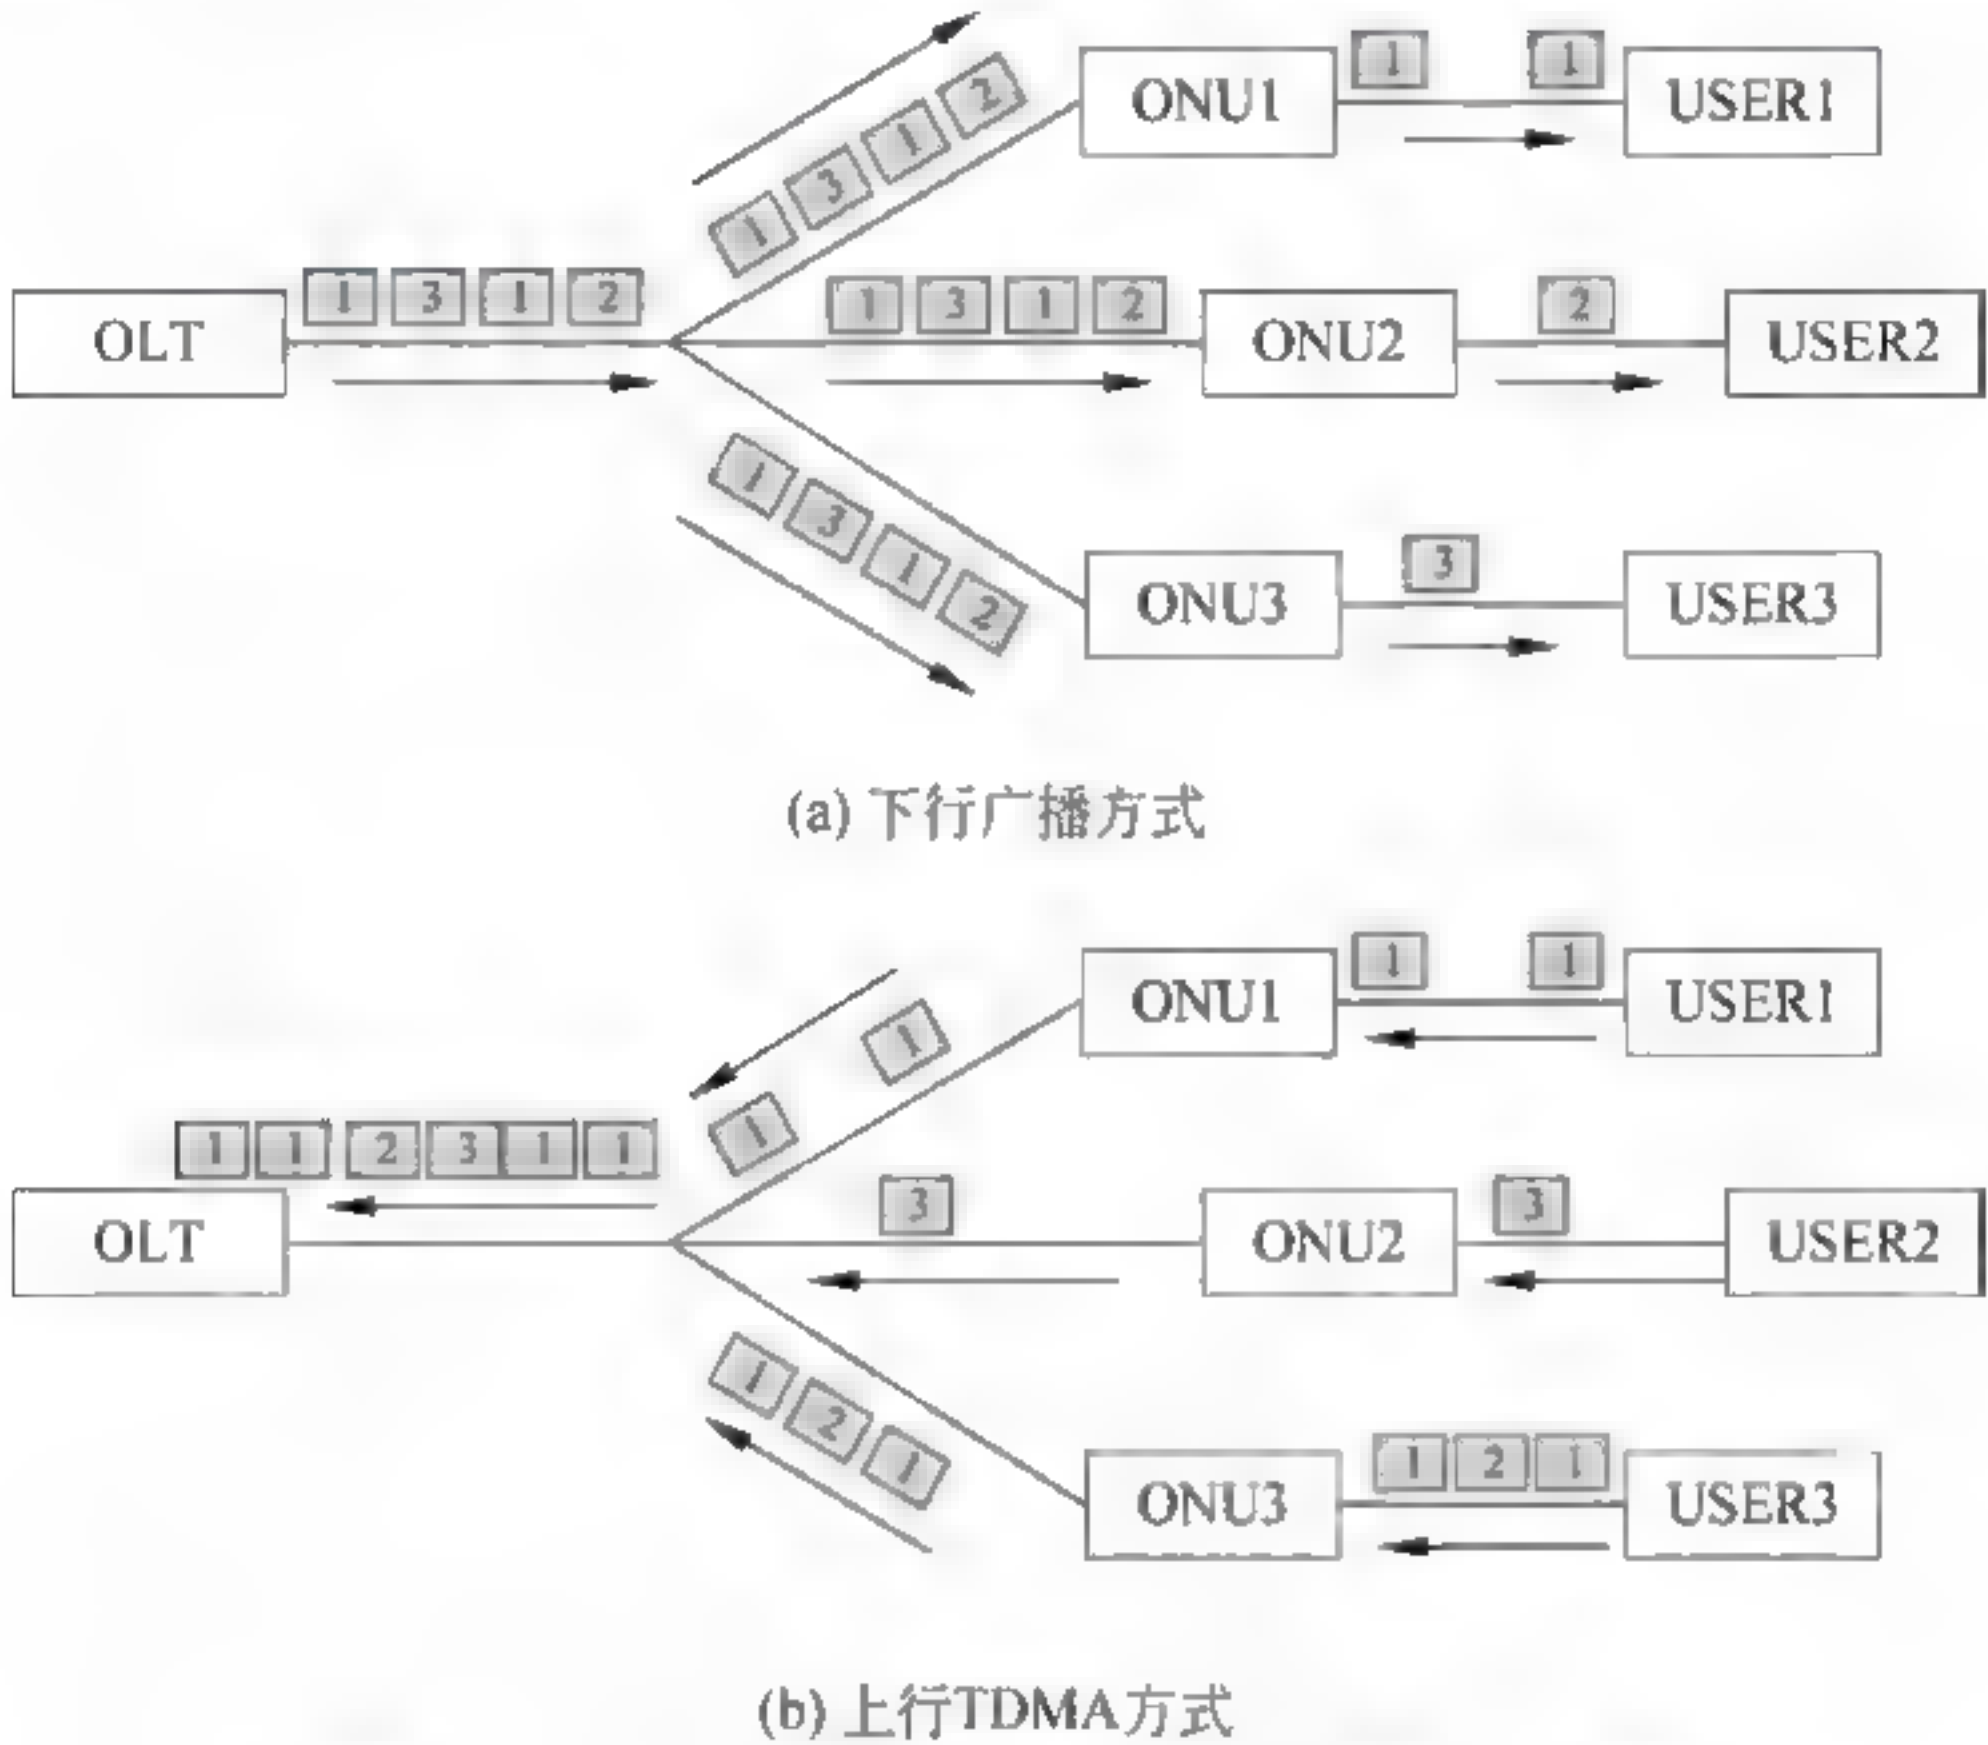 1 3 1 2 ONU1 1 1 USER1
OLT 1 3 1 2 1 3 1 2 ONU2 2 USER2
1 3 1 2 ONU3 3 USER3
(a) 下行广播方式
1 1 ONU1 1 1 USER1
OLT 1 1 2 3 1 1 3 ONU2 3 USER2
1 2 1 ONU3 1 2 1 USER3
(b) 上行TDMA方式